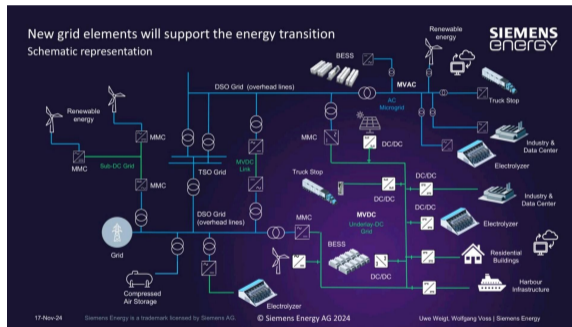 New grid elements will support the energy transition
Schematic representation
SIEMENS
energy
Renewable
energy
BESS
MVAC
DSO Grid (overhead lines)
AC
Microgrid
Truck Stop
Renewable
energy
MMC
MMC
DC/DC
Industry &
Data Center
MMC
Sub-DC Grid
TSO Grid
MVDC
Link
Electrolyzer
MMC
Truck Stop
DC/DC
DC/DC
Industry &
Data Center
DSO Grid
(overhead lines)
MMC
MVDC
Underlay-DC
Grid
DC/DC
Electrolyzer
Grid
BESS
Residential
Buildings
DC/DC
Compressed
Air Storage
Harbour
Infrastructure
Electrolyzer
17-Nov-24
Siemens Energy is a trademark licensed by Siemens AG.
© Siemens Energy AG 2024
Uwe Weigt, Wolfgang Voss | Siemens Energy